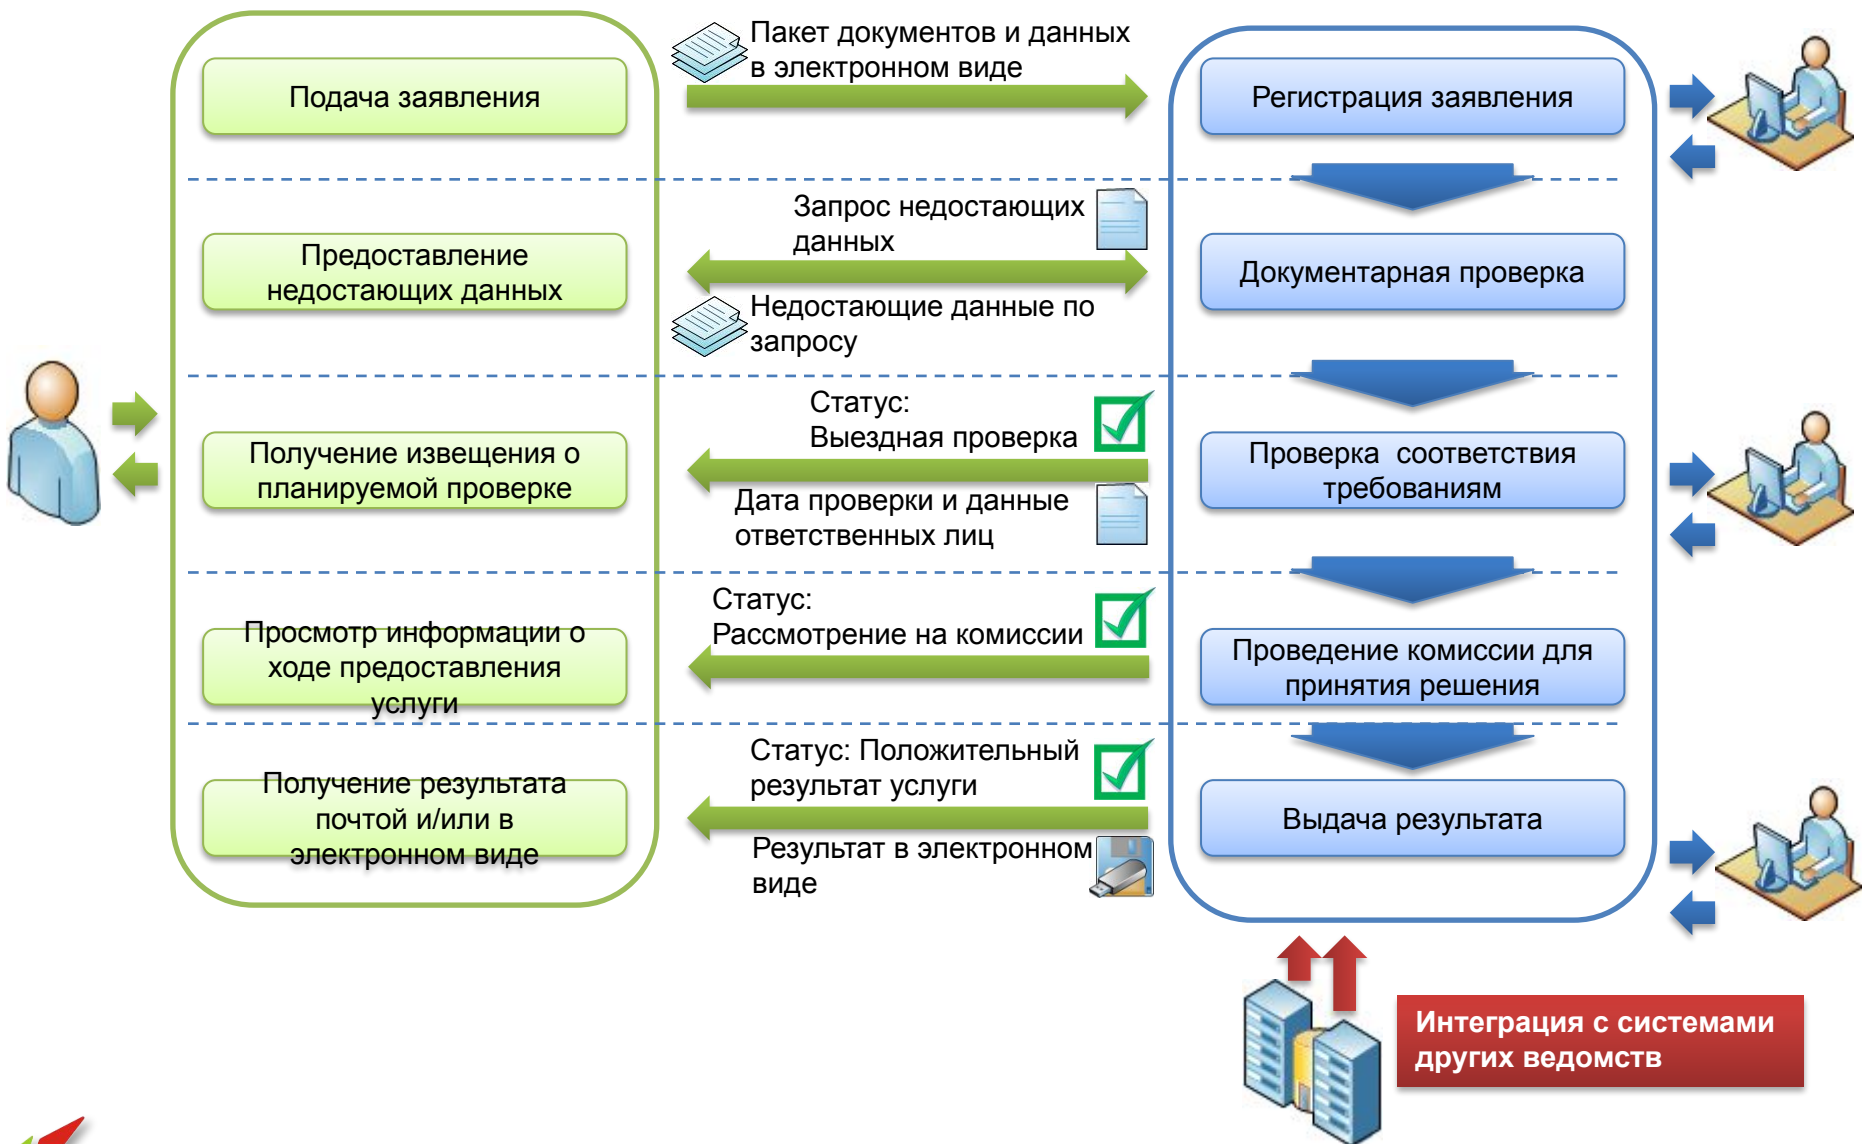 Подача заявления
Пакет документов и данных
в электронном виде
Регистрация заявления
Предоставление
недостающих данных
Запрос недостающих
данных
Недостающие данные по
запросу
Документарная проверка
Получение извещения о
планируемой проверке
Статус:
Выездная проверка
Дата проверки и данные
ответственных лиц
Проверка соответствия
требованиям
Просмотр информации о
ходе предоставления
услуги
Статус:
Рассмотрение на комиссии
Проведение комиссии для
принятия решения
Получение результата
почтой и/или в
электронном виде
Статус: Положительный
результат услуги
Результат в электронном
виде
Выдача результата
Интеграция с системами
других ведомств